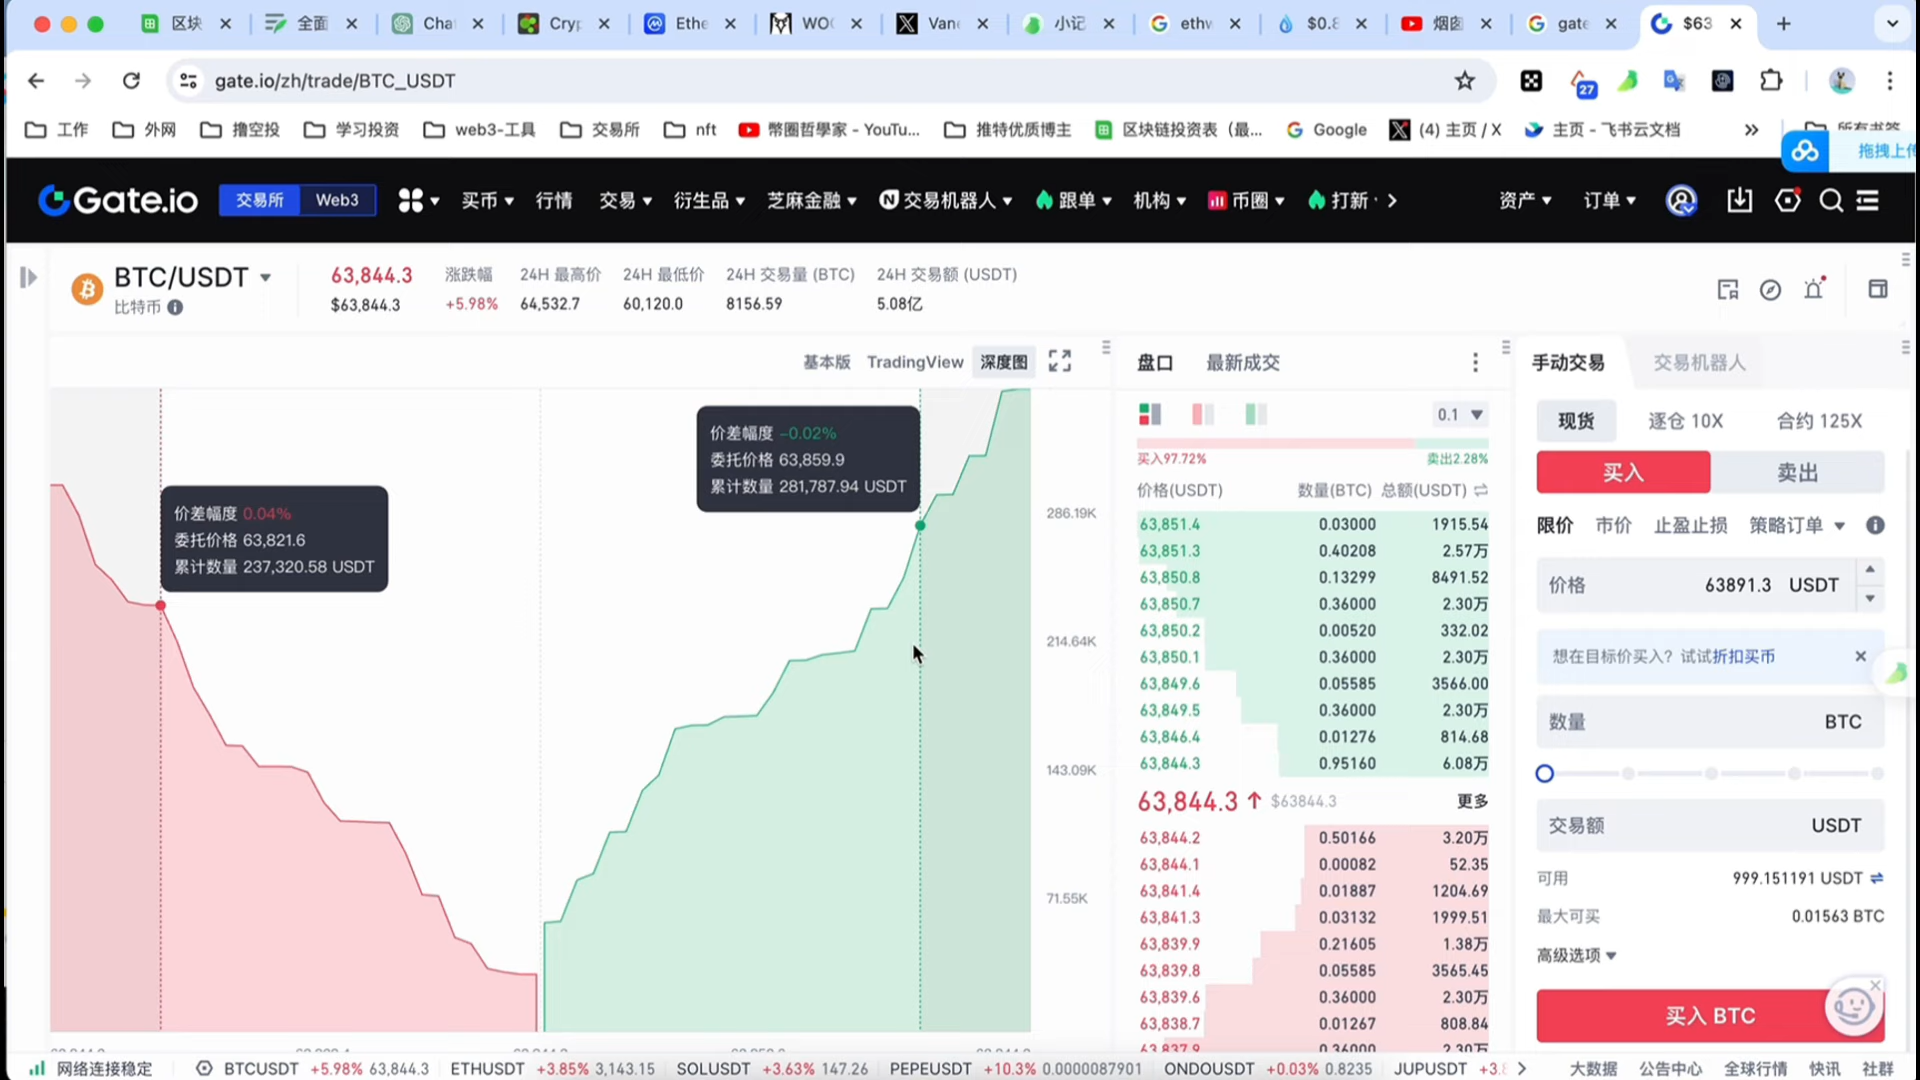 区块
全面
Cha
Cryp
Ethe
WOO
Van
小记
ethw
$0.8
烟囱
gate
$63
gate.io/zh/trade/BTC_USDT
27
工作
外网
撸空投
学习投资
web3-工具
交易所
nft
幣圈哲學家 - YouTu...
推特优质博主
区块链投资表（最...
Google
(4) 主页 / X
主页 - 飞书云文档
所有书签
拖拽上传
Gate.io
交易所 Web3
买币
行情
交易
衍生品
芝麻金融
交易机器人
跟单
机构
币圈
打新
资产
订单
BTC/USDT
比特币
63,844.3
$63,844.3
涨跌幅
+5.98%
24H 最高价
64,532.7
24H 最低价
60,120.0
24H 交易量 (BTC)
8156.59
24H 交易额 (USDT)
5.08亿
基本版 TradingView 深度图
价差幅度 0.04%
委托价格 63,821.6
累计数量 237,320.58 USDT
价差幅度 -0.02%
委托价格 63,859.9
累计数量 281,787.94 USDT
286.19K
214.64K
143.09K
71.55K
盘口 最新成交
0.1
买入97.72% 卖出2.28%
价格(USDT) 数量(BTC) 总额(USDT)
63,851.4 0.03000 1915.54
63,851.3 0.40208 2.57万
63,850.8 0.13299 8491.52
63,850.7 0.36000 2.30万
63,850.2 0.00520 332.02
63,850.1 0.36000 2.30万
63,849.6 0.05585 3566.00
63,849.5 0.36000 2.30万
63,846.4 0.01276 814.68
63,844.3 0.95160 6.08万
63,844.3 $63844.3 更多
63,844.2 0.50166 3.20万
63,844.1 0.00082 52.35
63,841.4 0.01887 1204.69
63,841.3 0.03132 1999.51
63,839.9 0.21605 1.38万
63,839.8 0.05585 3565.45
63,839.6 0.36000 2.30万
63,838.7 0.01267 808.84
63,837.9 0.36000 2.30万
手动交易 交易机器人
现货 逐仓 10X 合约 125X
买入 卖出
限价 市价 止盈止损 策略订单
价格 63891.3 USDT
想在目标价买入？试试折扣买币
数量 BTC
交易额 USDT
可用 999.151191 USDT
最大可买 0.01563 BTC
高级选项
买入 BTC
网络连接稳定
BTCUSDT +5.98% 63,844.3
ETHUSDT +3.85% 3,143.15
SOLUSDT +3.63% 147.26
PEPEUSDT +10.3% 0.0000087901
ONDOUSDT +0.03% 0.8235
JUPUSDT +3.8
大数据 公告中心 全球行情 快讯 社群